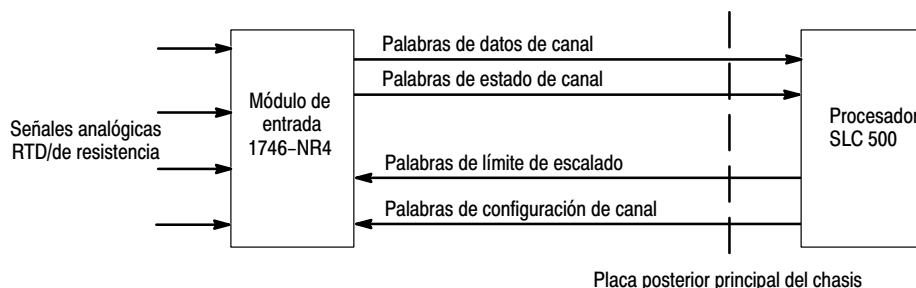 Palabras de datos de canal
Palabras de estado de canal
Módulo de
entrada
1746–NR4
Procesador
SLC 500
Señales analógicas
RTD/de resistencia
Palabras de límite de escalado
Palabras de configuración de canal
Placa posterior principal del chasis